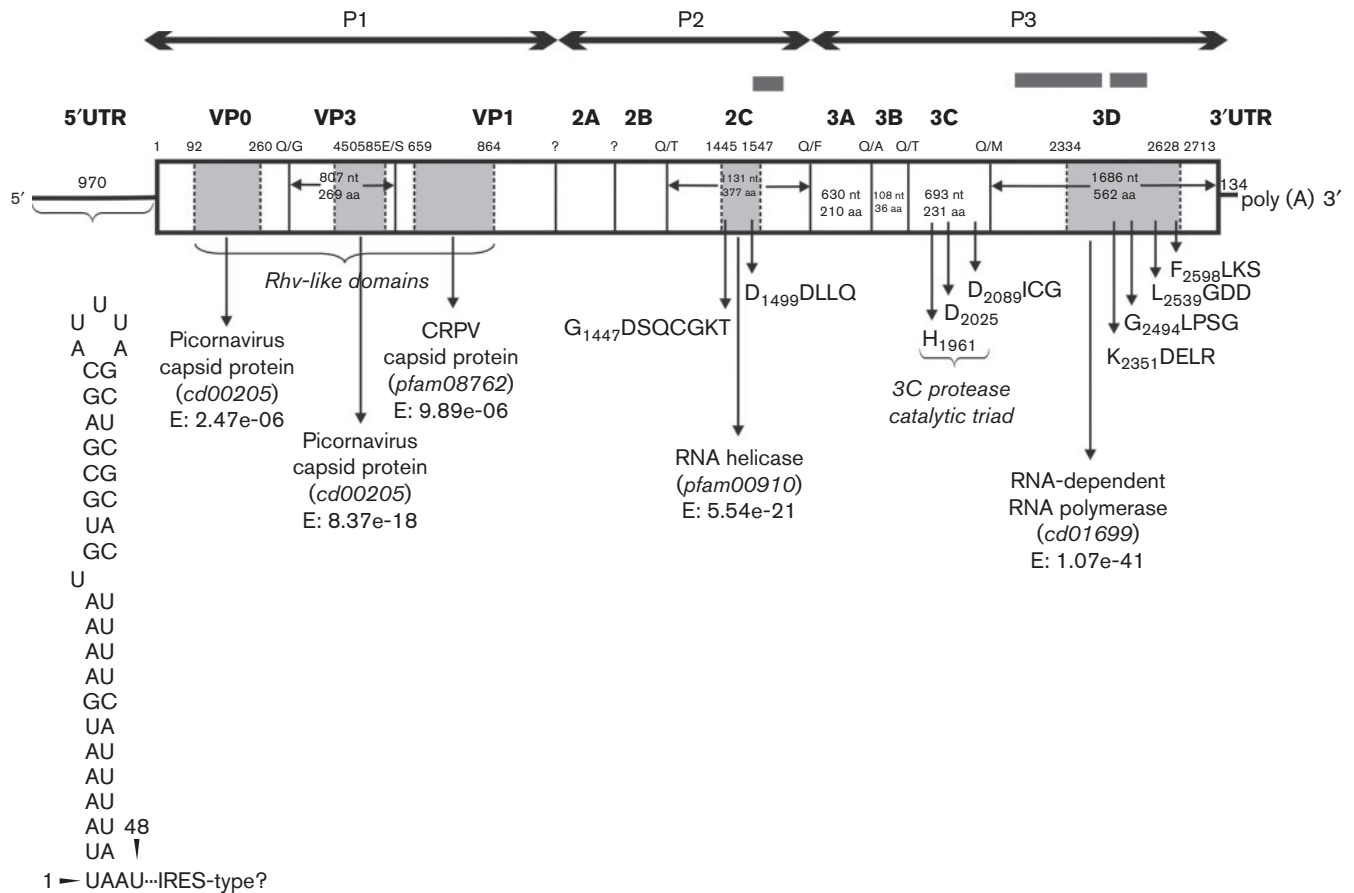 P1 P2 P3
5′UTR VP0 VP3 VP1 2A 2B 2C 3A 3B 3C 3D 3′UTR
1 92 260 Q/G 450 585 E/S 659 864 ? ? Q/T 1445 1547 Q/F Q/A Q/T Q/M 2334 2628 2713
5′ 970 807 nt 1131 nt 630 nt 108 nt 693 nt 1686 nt 134 poly (A) 3′
269 aa 377 aa 210 aa 36 aa 231 aa 562 aa
Rhv-like domains
Picornavirus
capsid protein
(cd00205)
E: 2.47e-06
Picornavirus
capsid protein
(cd00205)
E: 8.37e-18
CRPV
capsid protein
(pfam08762)
E: 9.89e-06
G1447DSQCGKT
D1499DLLQ
RNA helicase
(pfam00910)
E: 5.54e-21
H1961
D2025
D2089ICG
3C protease
catalytic triad
F2598LKS
L2539GDD
G2494LPSG
K2351DELR
RNA-dependent
RNA polymerase
(cd01699)
E: 1.07e-41
U
U U
A A
CG
GC
AU
GC
CG
GC
UA
GC
U
AU
AU
AU
AU
GC
UA
AU
AU
AU
AU 48
UA
1 UAAU···IRES-type?